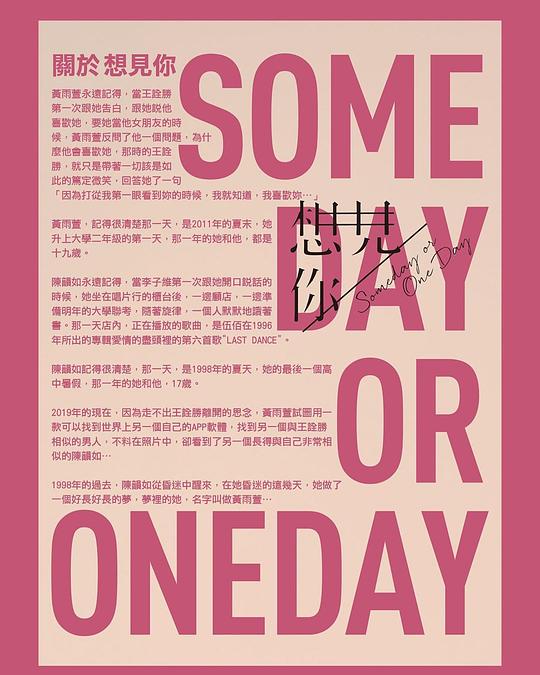 關於想見你
SOME
黃雨萱永遠記得，當王詮勝
第一次跟她告白，跟她説他
喜歡她，要她當他女朋友的時
候，黃雨萱反問了他一個問題，為什
麼他會喜歡她，那時的王詮
勝，就只是帶著一切該是如
此的篤定微笑，回答她了一句
「因為打從我第一眼看到妳的時候，我就知道，我喜歡妳…」
DAY
想見
你
Someday or
One Day
黃雨萱，記得很清楚那一天，是2011年的夏末，她
升上大學二年級的第一天，那一年的她和他，都是
十九歲。
陳韻如永遠記得，當李子維第一次跟她開口説話的
時候，她坐在唱片行的櫃台後，一邊顧店，一邊準
備明年的大學聯考，隨著旋律，一個人默默地讀著
書。那一天店內，正在播放的歌曲，是伍佰在1996
年所出的專輯愛情的盡頭裡的第六首歌"LAST DANCE"。
陳韻如記得很清楚，那一天，是1998年的夏天，她的最後一個高
中暑假，那一年的她和他，17歲。
OR
2019年的現在，因為走不出王詮勝離開的思念，黃雨萱試圖用一
款可以找到世界上另一個自己的APP軟體，找到另一個與王詮勝
相似的男人，不料在照片中，卻看到了另一個長得與自己非常相
似的陳韻如…
1998年的過去，陳韻如從昏迷中醒來，在她昏迷的這幾天，她做了
一個好長好長的夢，夢裡的她，名字叫做黃雨萱…
ONEDAY